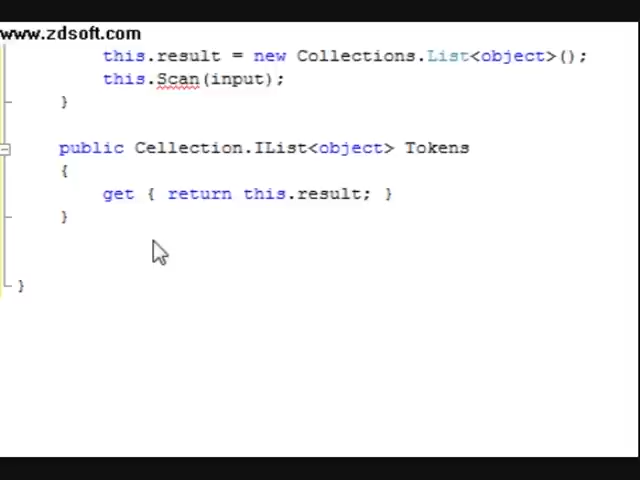 www.zdsoft.com
this.result = new Collections.List<object>();
this.Scan(input);
}
public Cellection.IList<object> Tokens
{
get { return this.result; }
}
}